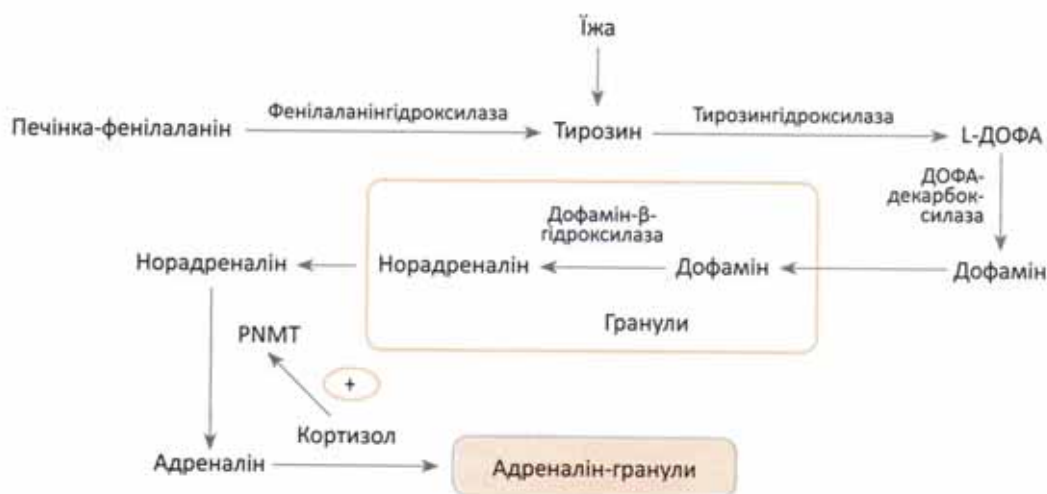 Їжа
Печінка-фенілаланін
Фенілаланінгідроксилаза
Тирозин
Тирозингідроксилаза
L-ДОФА
ДОФА-
декарбок-
силаза
Дофамін-β-
гідроксилаза
Норадреналін
Норадреналін
Дофамін
Дофамін
Гранули
PNMT
+
Кортизол
Адреналін
Адреналін-гранули